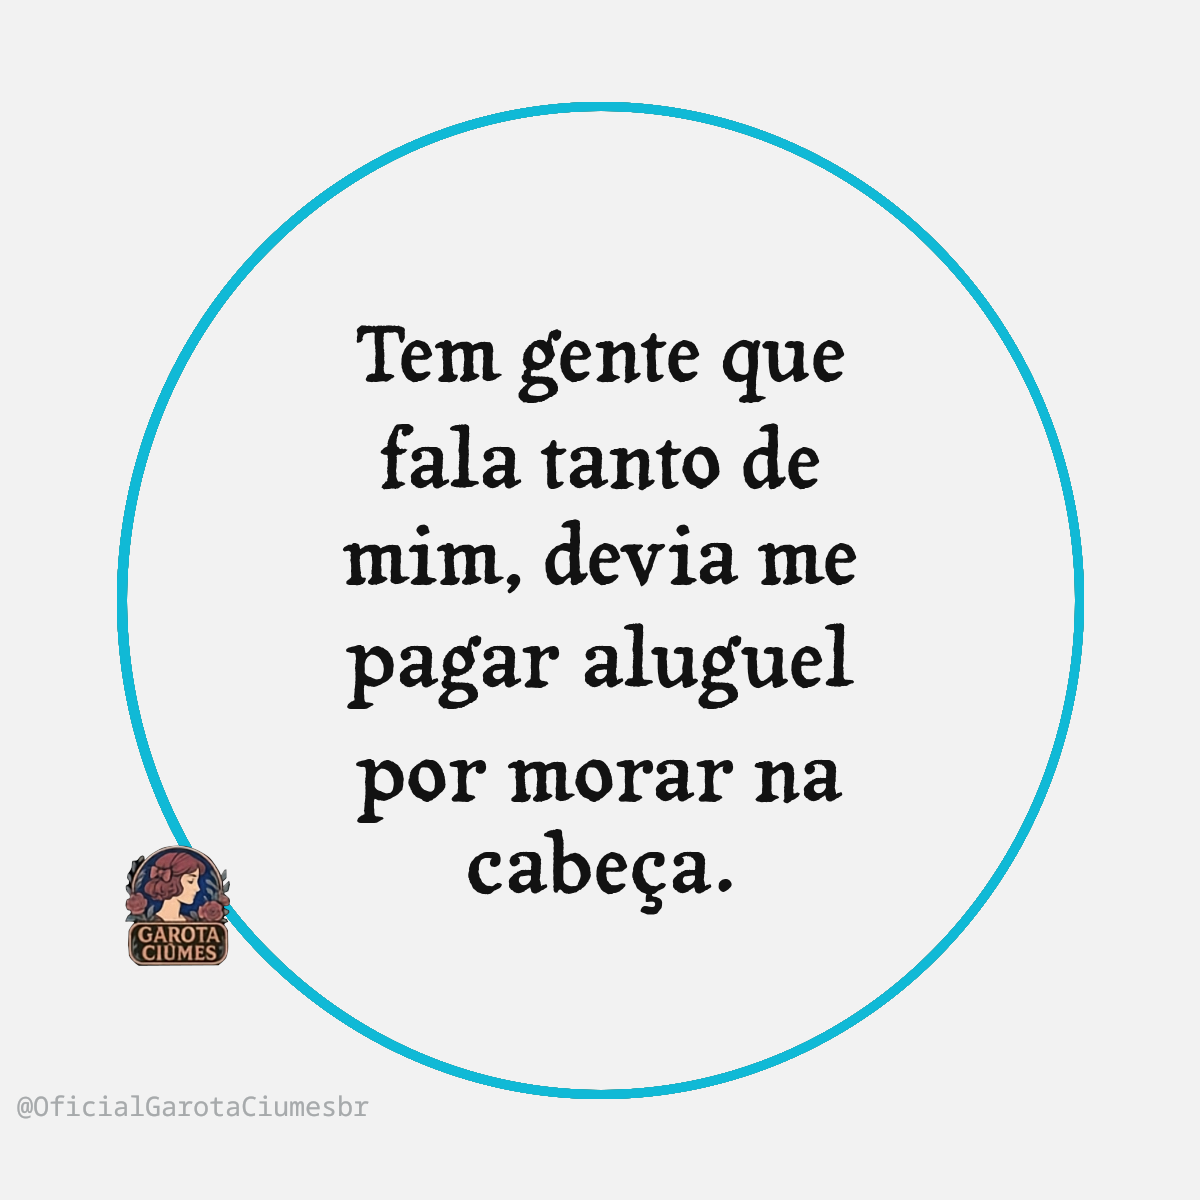 Tem gente que
fala tanto de
mim, devia me
pagar aluguel
por morar na
cabeça.
GAROTA
CIÚMES
@OficialGarotaCiumesbr